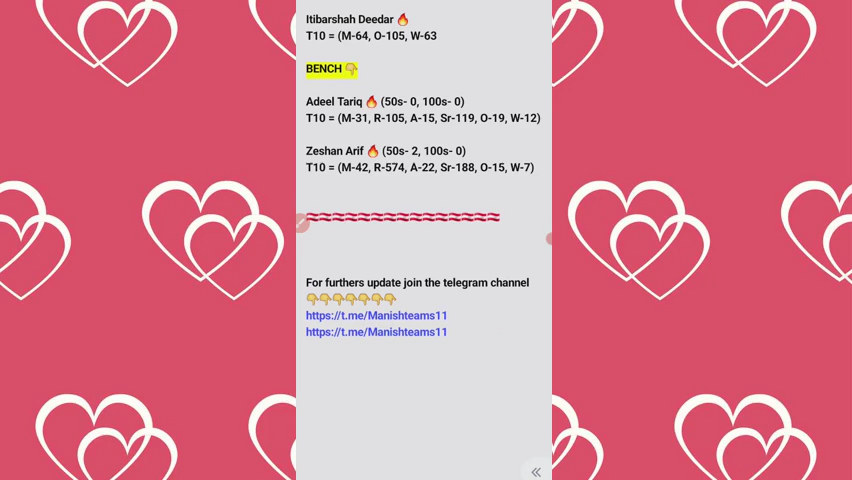 Itibarshah Deedar 🔥
T10 = (M-64, O-105, W-63
BENCH 👇
Adeel Tariq 🔥 (50s- 0, 100s- 0)
T10 = (M-31, R-105, A-15, Sr-119, O-19, W-12)
Zeshan Arif 🔥 (50s- 2, 100s- 0)
T10 = (M-42, R-574, A-22, Sr-188, O-15, W-7)
For furthers update join the telegram channel
👇👇👇👇👇👇👇
https://t.me/Manishteams11
https://t.me/Manishteams11